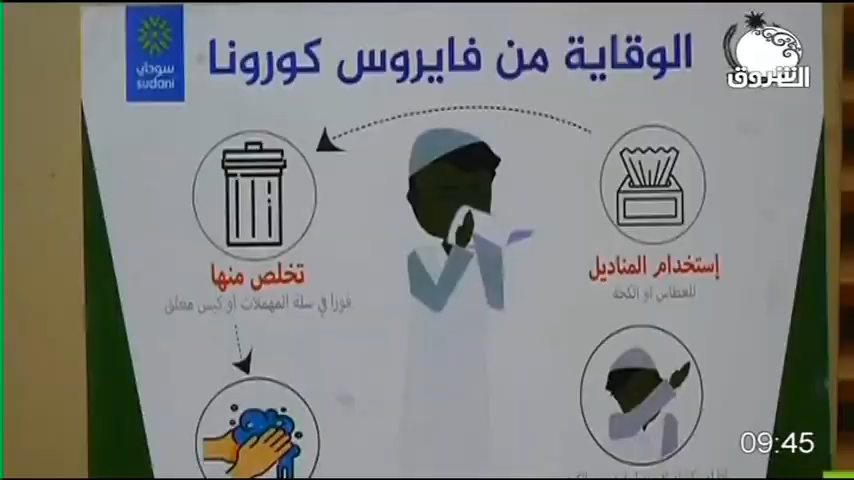 الوقاية من فايروس كورونا
سوداني
sudani
الشروق
إستخدام المناديل
للعطاس او الكحة
تخلص منها
فورا في سلة المهملات او كيس مغلق
09:45